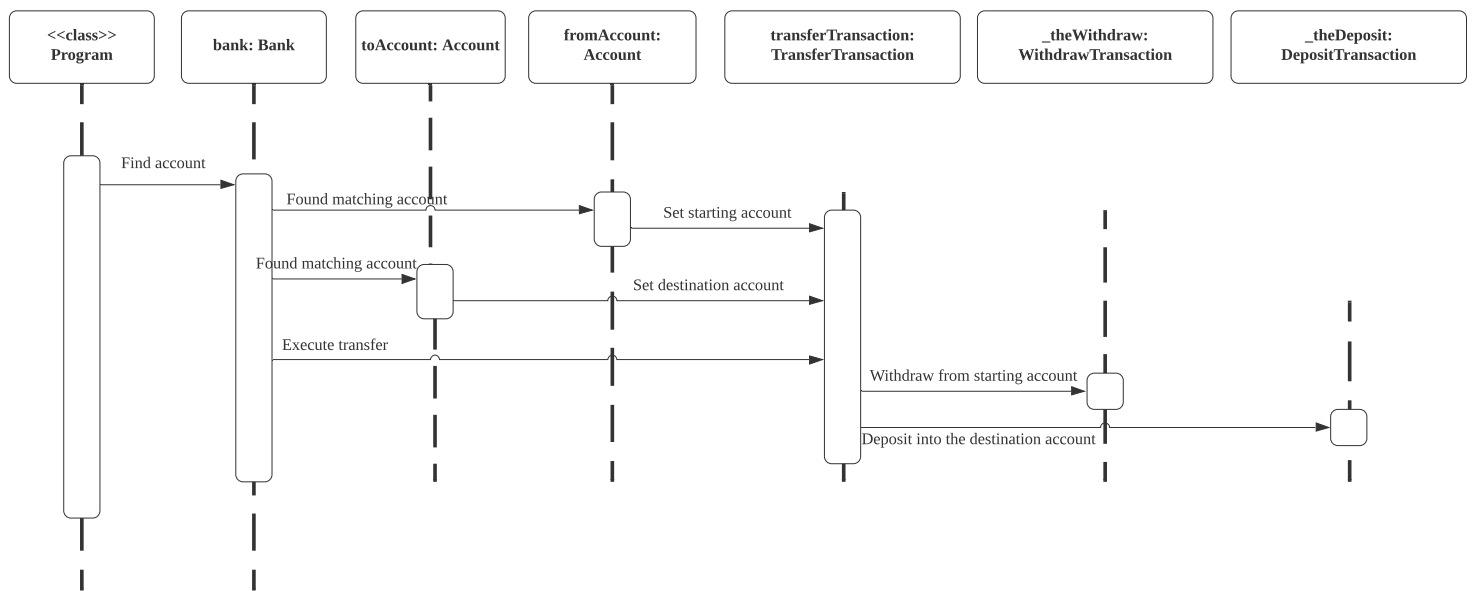 <<class>>
Program
bank: Bank
toAccount: Account
fromAccount:
Account
transferTransaction:
TransferTransaction
_theWithdraw:
WithdrawTransaction
_theDeposit:
DepositTransaction
Find account
Found matching account
Set starting account
Found matching account
Set destination account
Execute transfer
Withdraw from starting account
Deposit into the destination account